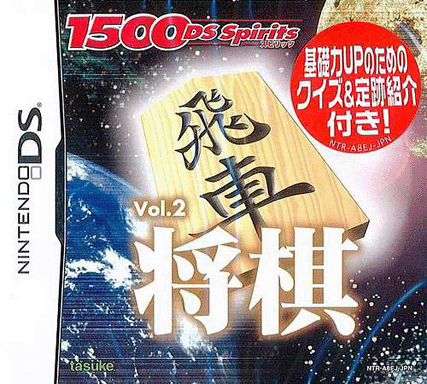 1500 DS Spirits
スピリッツ
基礎力UPのための
クイズ&定跡紹介
付き!
NTR-A8EJ-JPN
NINTENDO DS
飛車
Vol.2
将棋
tasuke.
NTR-A8EJ-JPN